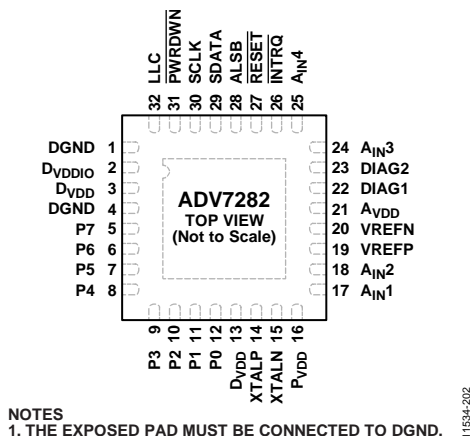 LLC
PWRDWN
SCLK
SDATA
ALSB
RESET
INTRQ
AIN4
32 31 30 29 28 27 26 25
DGND 1
DVDDIO 2
DVDD 3
DGND 4
P7 5
P6 6
P5 7
P4 8
ADV7282
TOP VIEW
(Not to Scale)
24 AIN3
23 DIAG2
22 DIAG1
21 AVDD
20 VREFN
19 VREFP
18 AIN2
17 AIN1
9 10 11 12 13 14 15 16
P3
P2
P1
P0
DVDD
XTALP
XTALN
PVDD
NOTES
1. THE EXPOSED PAD MUST BE CONNECTED TO DGND.
11534-202